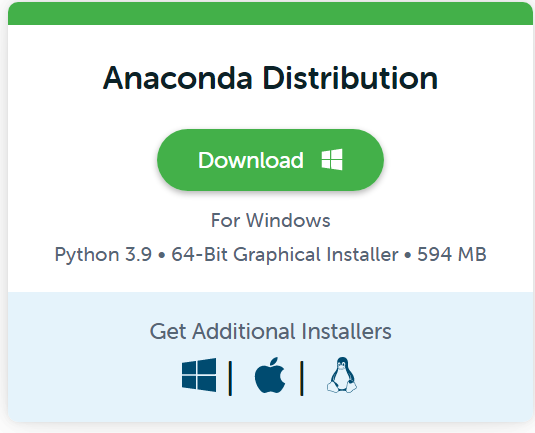 Anaconda Distribution
Download
For Windows
Python 3.9 • 64-Bit Graphical Installer • 594 MB
Get Additional Installers
| |